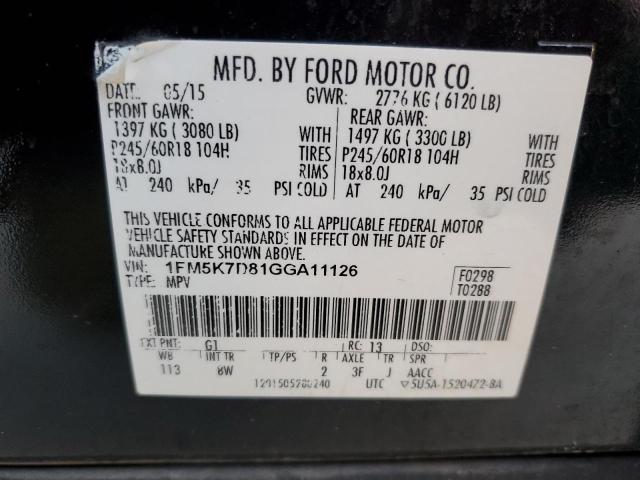 MFD. BY FORD MOTOR CO.
DATE: 05/15 GVWR: 2776 KG ( 6120 LB)
FRONT GAWR: REAR GAWR:
1397 KG ( 3080 LB) WITH 1497 KG ( 3300 LB) WITH
P245/60R18 104H TIRES P245/60R18 104H TIRES
18x8.0J RIMS 18x8.0J RIMS
AT 240 kPa/ 35 PSI COLD AT 240 kPa/ 35 PSI COLD
THIS VEHICLE CONFORMS TO ALL APPLICABLE FEDERAL MOTOR
VEHICLE SAFETY STANDARDS IN EFFECT ON THE DATE OF
MANUFACTURE SHOWN ABOVE.
VIN: 1FM5K7D81GGA11126 F0298
TYPE: MPV T0288
EXT PNT: G1 RC: 13 DSO:
WB INT TR TP/PS R AXLE TR SPR
113 8W 2 3F J AACC
UTC 5U5A-1520472-BA